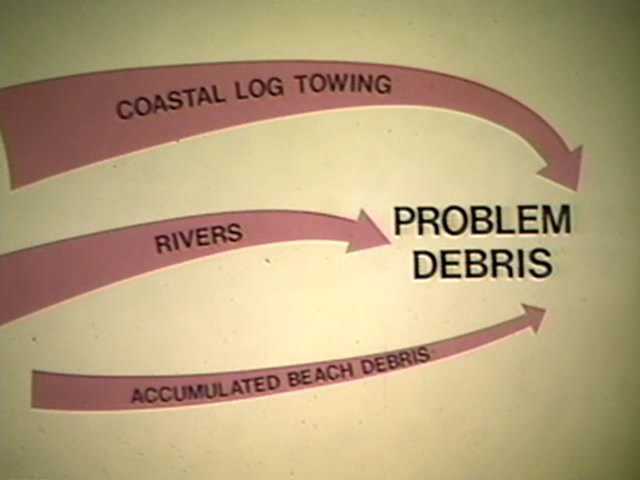 COASTAL LOG TOWING
RIVERS
PROBLEM
DEBRIS
ACCUMULATED BEACH DEBRIS